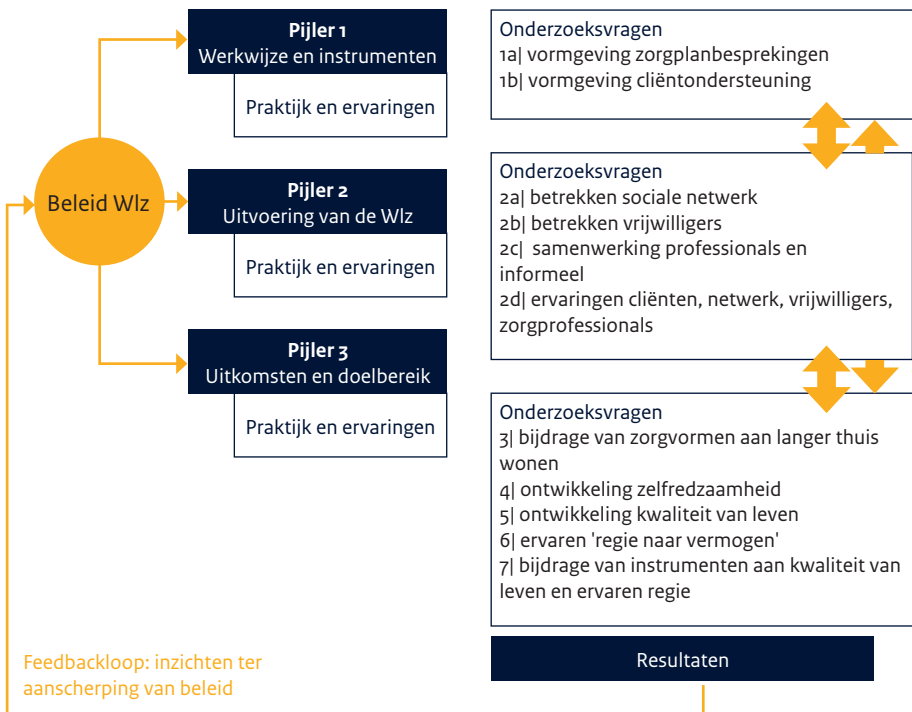 Beleid Wlz
Pijler 1
Werkwijze en instrumenten
Praktijk en ervaringen
Pijler 2
Uitvoering van de Wlz
Praktijk en ervaringen
Pijler 3
Uitkomsten en doelbereik
Praktijk en ervaringen
Onderzoeksvragen
1a| vormgeving zorgplanbesprekingen
1b| vormgeving cliëntondersteuning
Onderzoeksvragen
2a| betrekken sociale netwerk
2b| betrekken vrijwilligers
2c| samenwerking professionals en
informeel
2d| ervaringen cliënten, netwerk, vrijwilligers,
zorgprofessionals
Onderzoeksvragen
3| bijdrage van zorgvormen aan langer thuis
wonen
4| ontwikkeling zelfredzaamheid
5| ontwikkeling kwaliteit van leven
6| ervaren 'regie naar vermogen'
7| bijdrage van instrumenten aan kwaliteit van
leven en ervaren regie
Resultaten
Feedbackloop: inzichten ter
aanscherping van beleid